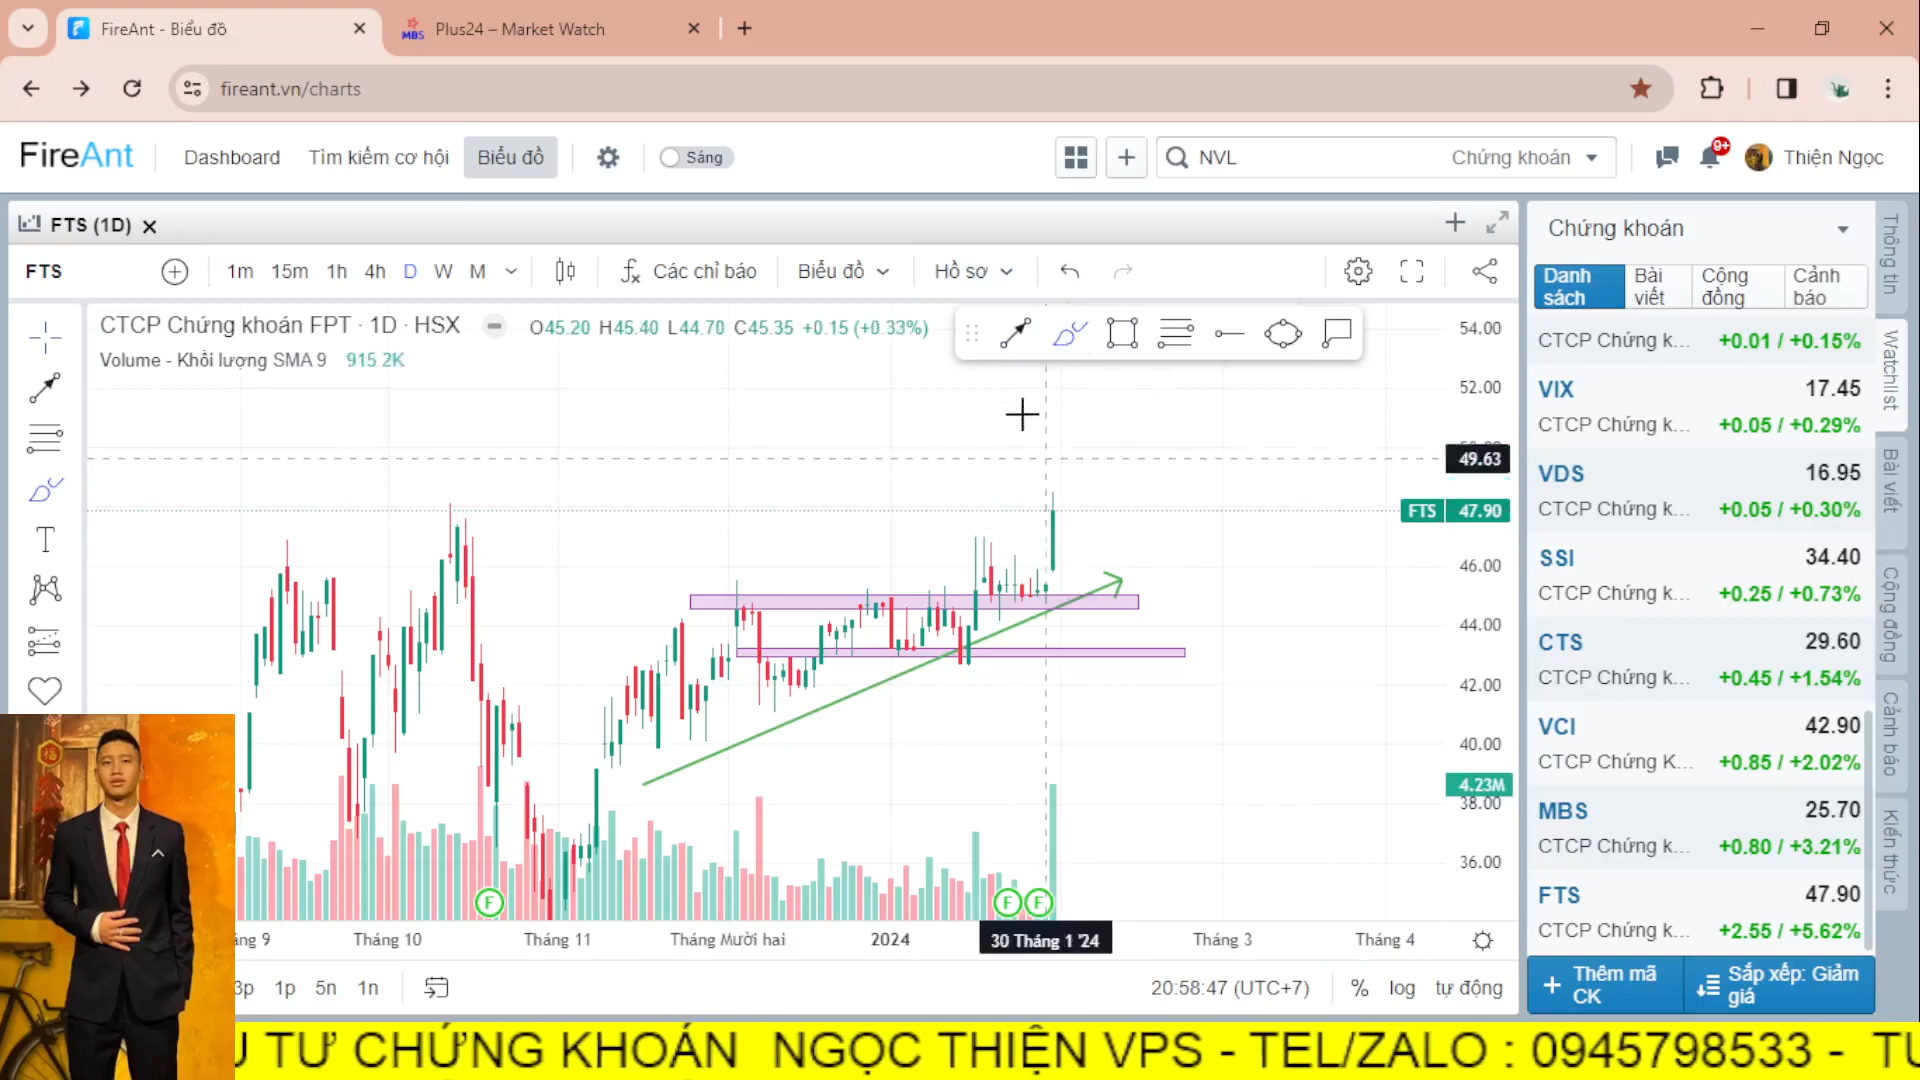 FireAnt - Biểu đồ
MBS Plus24 – Market Watch
fireant.vn/charts
FireAnt Dashboard Tìm kiếm cơ hội Biểu đồ Sáng NVL Chứng khoán 9+ Thiện Ngọc
FTS (1D)
FTS 1m 15m 1h 4h D W M Các chỉ báo Biểu đồ Hồ sơ
CTCP Chứng khoán FPT · 1D · HSX O45.20 H45.40 L44.70 C45.35 +0.15 (+0.33%)
Volume - Khối lượng SMA 9 915.2K
54.00
52.00
49.63
FTS 47.90
46.00
44.00
42.00
40.00
4.23M
38.00
36.00
F F F
Tháng 10 Tháng 11 Tháng Mười hai 2024 30 Tháng 1 '24 Tháng 3 Tháng 4
1p 5n 1n 20:58:47 (UTC+7) % log tự động
Chứng khoán
Danh sách
Bài viết
Cộng đồng
Cảnh báo
CTCP Chứng k... +0.01 / +0.15%
VIX 17.45
CTCP Chứng k... +0.05 / +0.29%
VDS 16.95
CTCP Chứng k... +0.05 / +0.30%
SSI 34.40
CTCP Chứng k... +0.25 / +0.73%
CTS 29.60
CTCP Chứng k... +0.45 / +1.54%
VCI 42.90
CTCP Chứng K... +0.85 / +2.02%
MBS 25.70
CTCP Chứng k... +0.80 / +3.21%
FTS 47.90
CTCP Chứng k... +2.55 / +5.62%
Thêm mã CK
Sắp xếp: Giảm giá
Thông tin
Watchlist
Bài viết
Cộng đồng
Cảnh báo
Kiến thức
TƯ CHỨNG KHOÁN NGỌC THIỆN VPS - TEL/ZALO : 0945798533 -